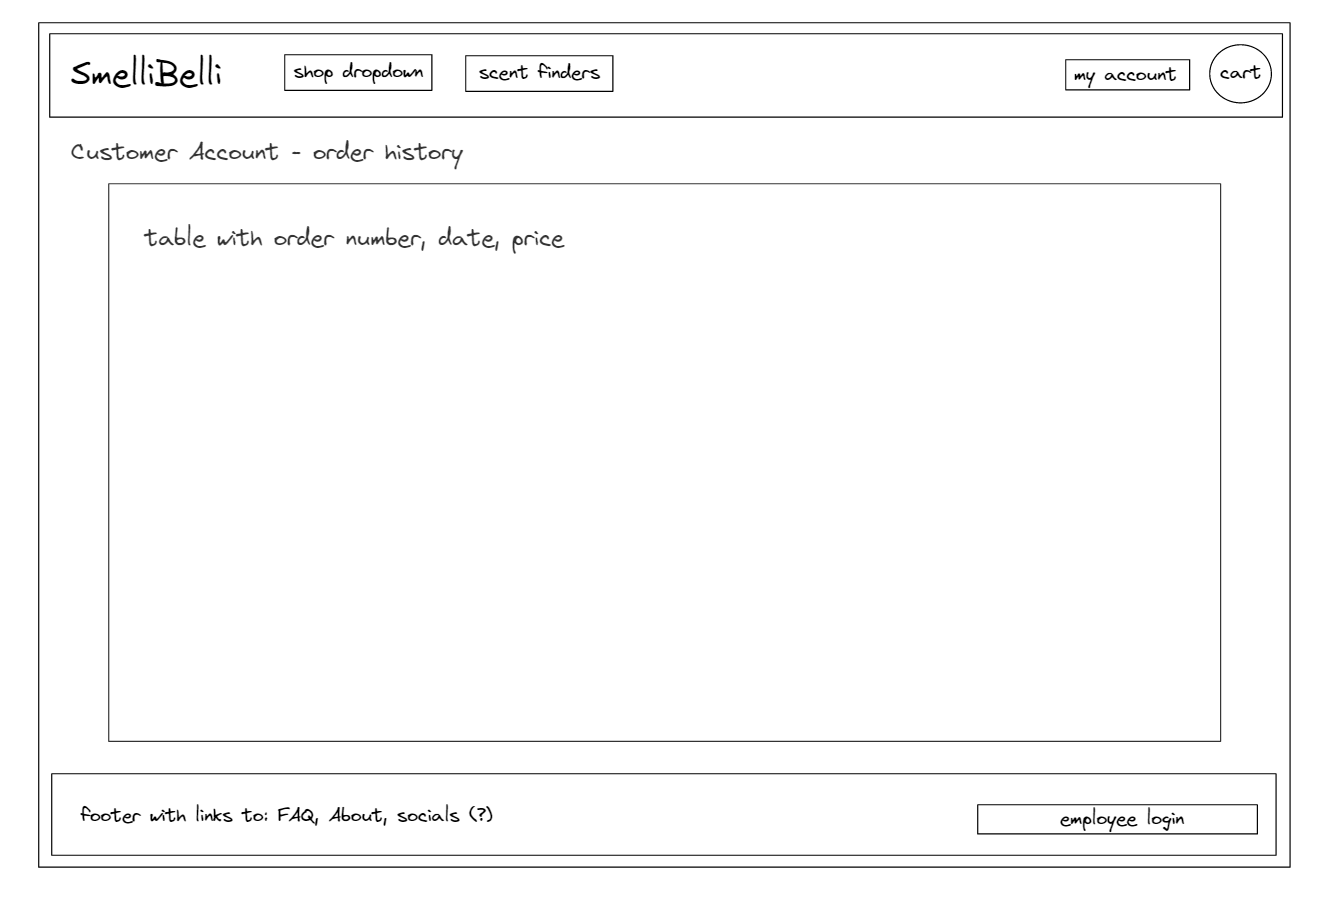 SmelliBelli
shop dropdown
scent finders
my account
cart
Customer Account - order history
table with order number, date, price
footer with links to: FAQ, About, socials (?)
employee login